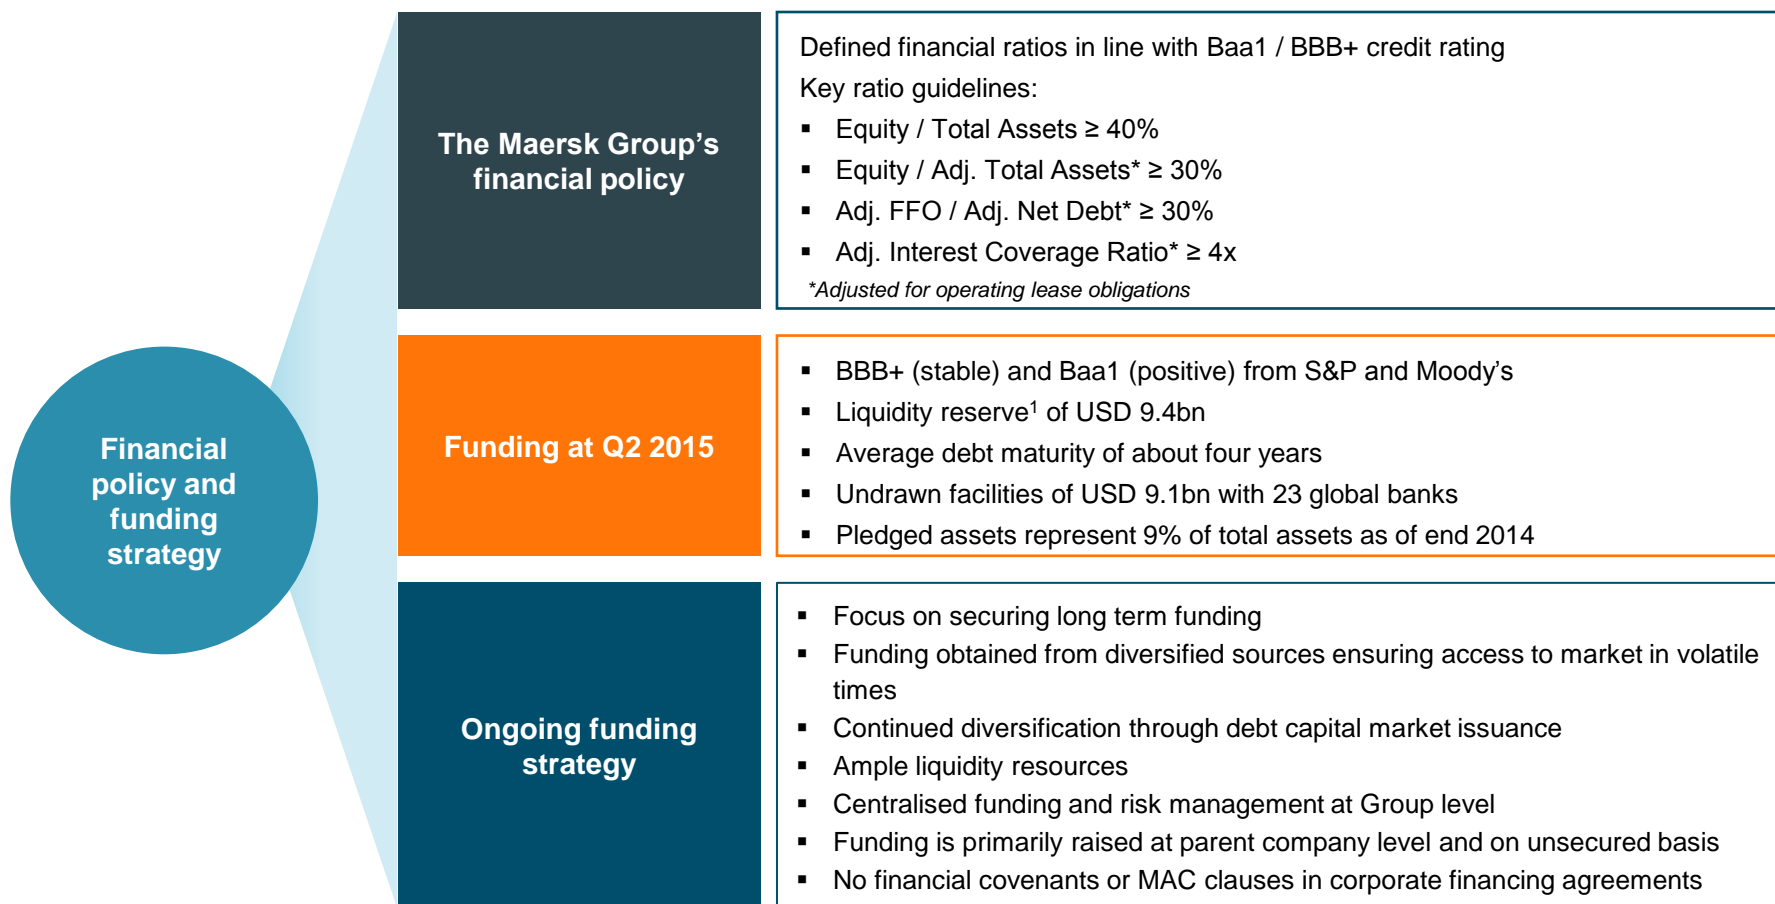 Financial
policy and
funding
strategy
The Maersk Group’s
financial policy
Defined financial ratios in line with Baa1 / BBB+ credit rating
Key ratio guidelines:
▪ Equity / Total Assets ≥ 40%
▪ Equity / Adj. Total Assets* ≥ 30%
▪ Adj. FFO / Adj. Net Debt* ≥ 30%
▪ Adj. Interest Coverage Ratio* ≥ 4x
*Adjusted for operating lease obligations
Funding at Q2 2015
▪ BBB+ (stable) and Baa1 (positive) from S&P and Moody’s
▪ Liquidity reserve¹ of USD 9.4bn
▪ Average debt maturity of about four years
▪ Undrawn facilities of USD 9.1bn with 23 global banks
▪ Pledged assets represent 9% of total assets as of end 2014
Ongoing funding
strategy
▪ Focus on securing long term funding
▪ Funding obtained from diversified sources ensuring access to market in volatile
times
▪ Continued diversification through debt capital market issuance
▪ Ample liquidity resources
▪ Centralised funding and risk management at Group level
▪ Funding is primarily raised at parent company level and on unsecured basis
▪ No financial covenants or MAC clauses in corporate financing agreements